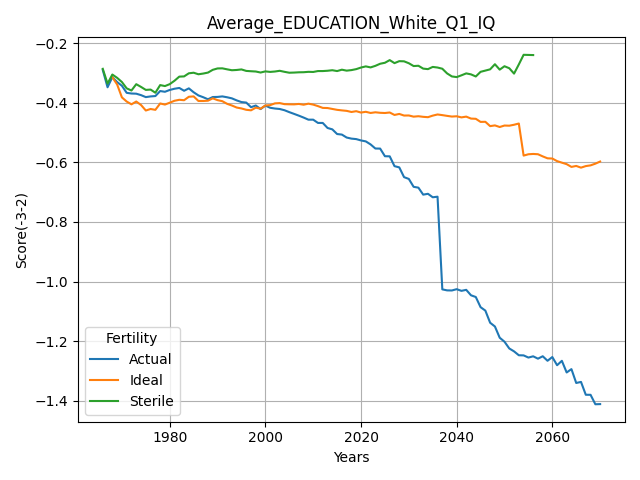 Average_EDUCATION_White_Q1_IQ
Score(-3-2)
−0.2
−0.4
−0.6
−0.8
−1.0
−1.2
−1.4
Fertility
Actual
Ideal
Sterile
1980
2000
2020
2040
2060
Years